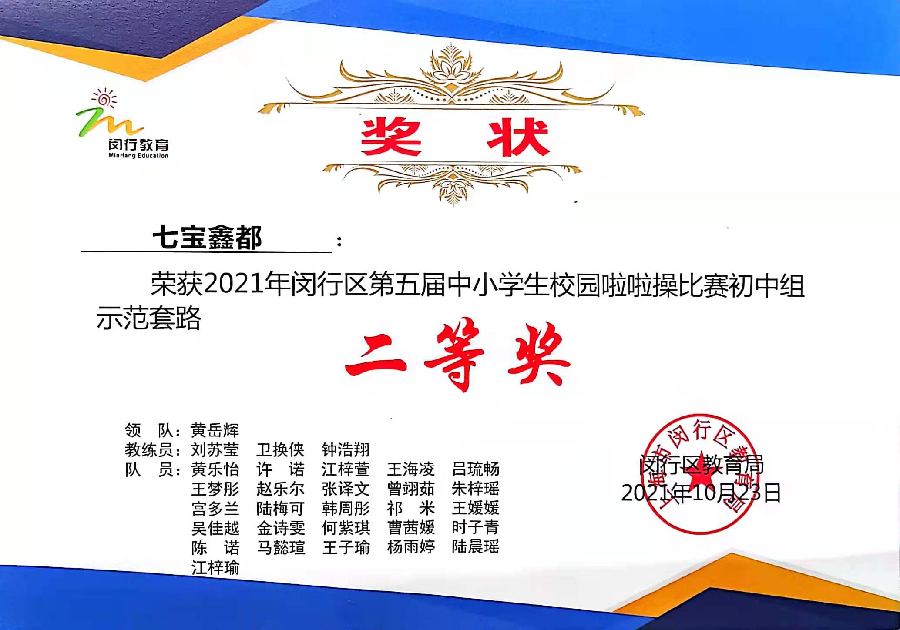 闵行教育
MinHang Education
奖 状
七宝鑫都：
荣获2021年闵行区第五届中小学生校园啦啦操比赛初中组
示范套路
二等奖
领 队：黄岳辉
教练员：刘苏莹 卫换侠 钟浩翔
队 员：黄乐怡 许 诺 江梓萱 王海凌 吕琉畅
王梦彤 赵乐尔 张译文 曾翊茹 朱梓瑶
宫多兰 陆梅可 韩周彤 祁 米 王媛媛
吴佳越 金诗雯 何紫琪 曹茜媛 时子青
陈 诺 马懿瑄 王子瑜 杨雨婷 陆晨瑶
江梓瑜
上海市闵行区教育局
闵行区教育局
2021年10月23日